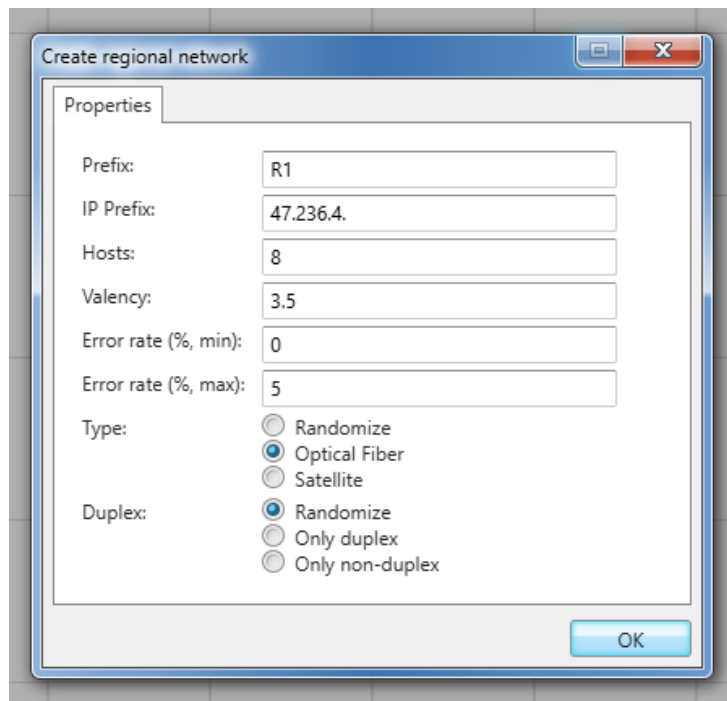 Create regional network
Properties
Prefix: R1
IP Prefix: 47.236.4.
Hosts: 8
Valency: 3.5
Error rate (%, min): 0
Error rate (%, max): 5
Type: Randomize
Optical Fiber
Satellite
Duplex: Randomize
Only duplex
Only non-duplex
OK